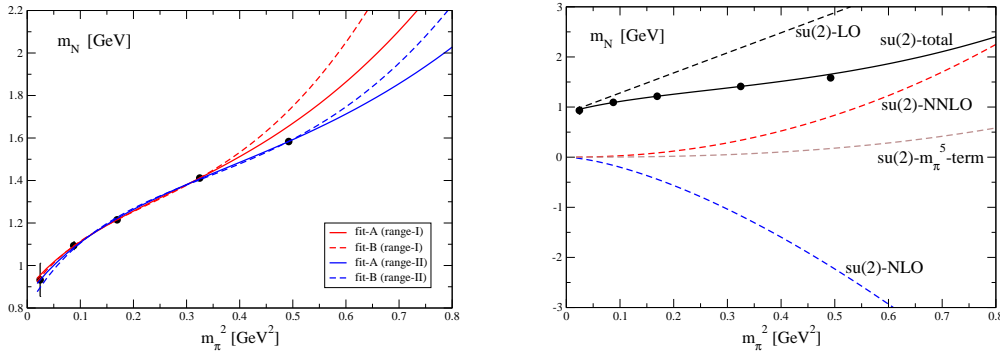 m_N [GeV]
2.2
2
1.8
1.6
1.4
1.2
1
0.8
0 0.1 0.2 0.3 0.4 0.5 0.6 0.7 0.8
m_π^2 [GeV^2]
fit-A (range-I)
fit-B (range-I)
fit-A (range-II)
fit-B (range-II)
m_N [GeV]
su(2)-LO
su(2)-total
su(2)-NNLO
su(2)-m_π^5-term
su(2)-NLO
3
2
1
0
-1
-2
-3
0 0.1 0.2 0.3 0.4 0.5 0.6 0.7 0.8
m_π^2 [GeV^2]